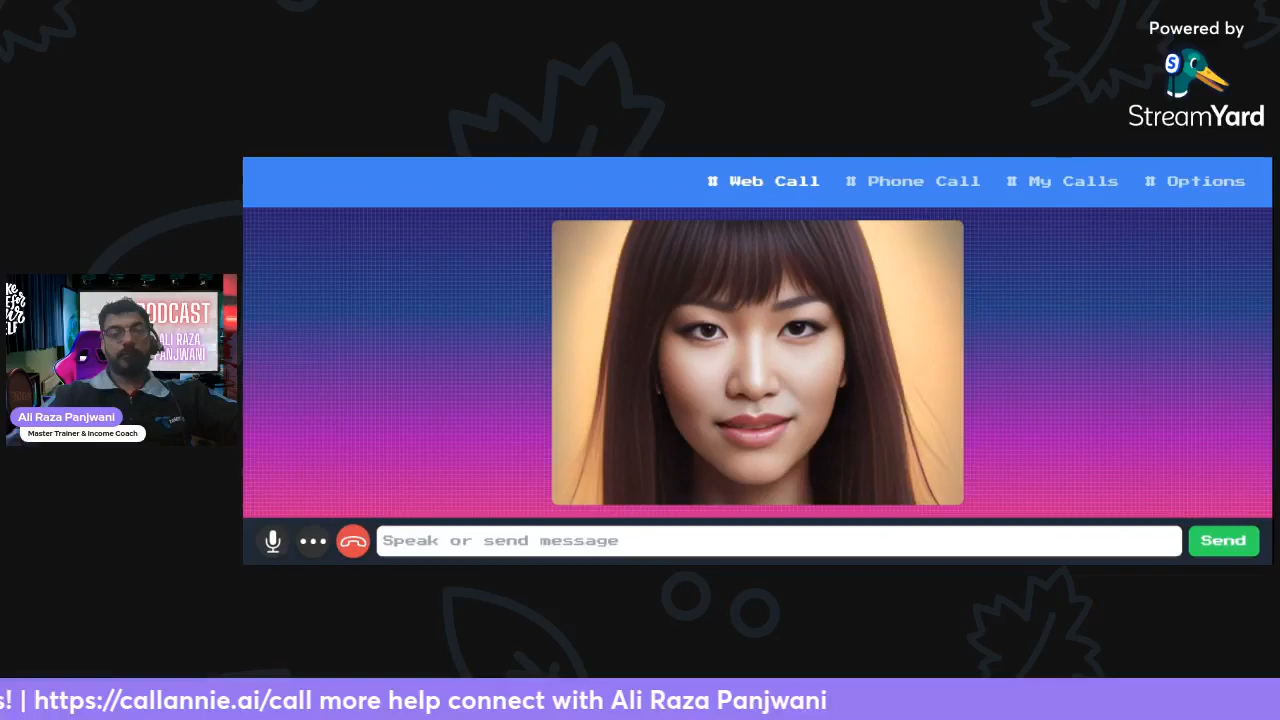 Powered by
S
StreamYard
# Web Call # Phone Call # My Calls # Options
PODCAST
ALI RAZA
PANJWANI
Ali Raza Panjwani
Master Trainer & Income Coach
Speak or send message
Send
s! | https://callannie.ai/call more help connect with Ali Raza Panjwani